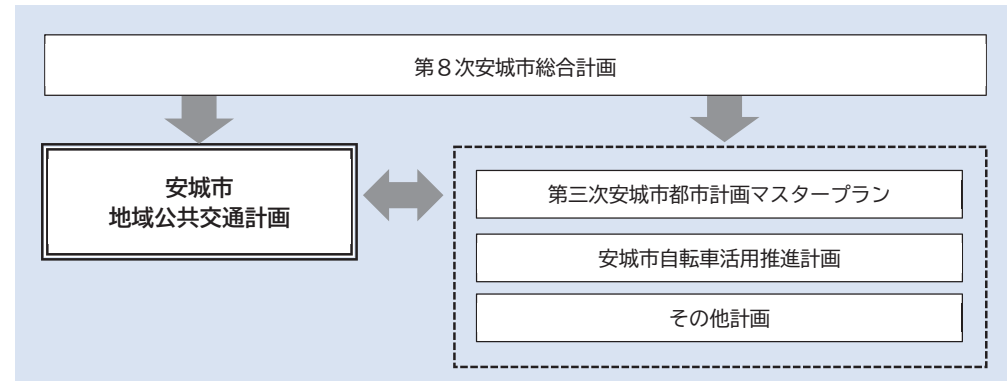 第8次安城市総合計画
安城市
地域公共交通計画
第三次安城市都市計画マスタープラン
安城市自転車活用推進計画
その他計画